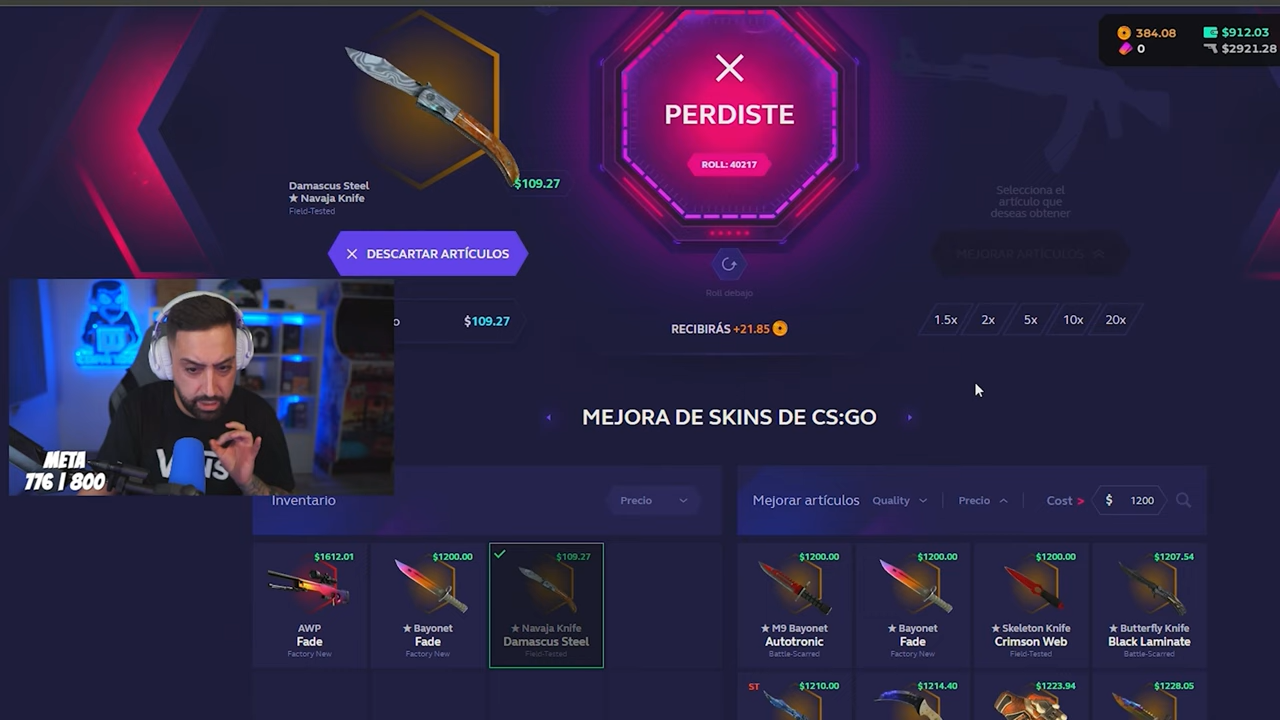 384.08
$912.03
0
$2921.28
PERDISTE
ROLL: 40217
$109.27
Damascus Steel
★ Navaja Knife
Field-Tested
Selecciona el
artículo que
deseas obtener
DESCARTAR ARTÍCULOS
MEJORAR ARTÍCULOS
Roll debajo
o $109.27
RECIBIRÁS +21.85
1.5x 2x 5x 10x 20x
MEJORA DE SKINS DE CS:GO
META
776 | 800
Inventario
Precio
Mejorar artículos
Quality
Precio
Cost >
$ 1200
$1612.01
AWP
Fade
Factory New
$1200.00
★ Bayonet
Fade
Factory New
$109.27
★ Navaja Knife
Damascus Steel
Field-Tested
$1200.00
★ M9 Bayonet
Autotronic
Battle-Scarred
$1200.00
★ Bayonet
Fade
Factory New
$1200.00
★ Skeleton Knife
Crimson Web
Field-Tested
$1207.54
★ Butterfly Knife
Black Laminate
Battle-Scarred
ST $1210.00
$1214.40
$1223.94
$1228.05